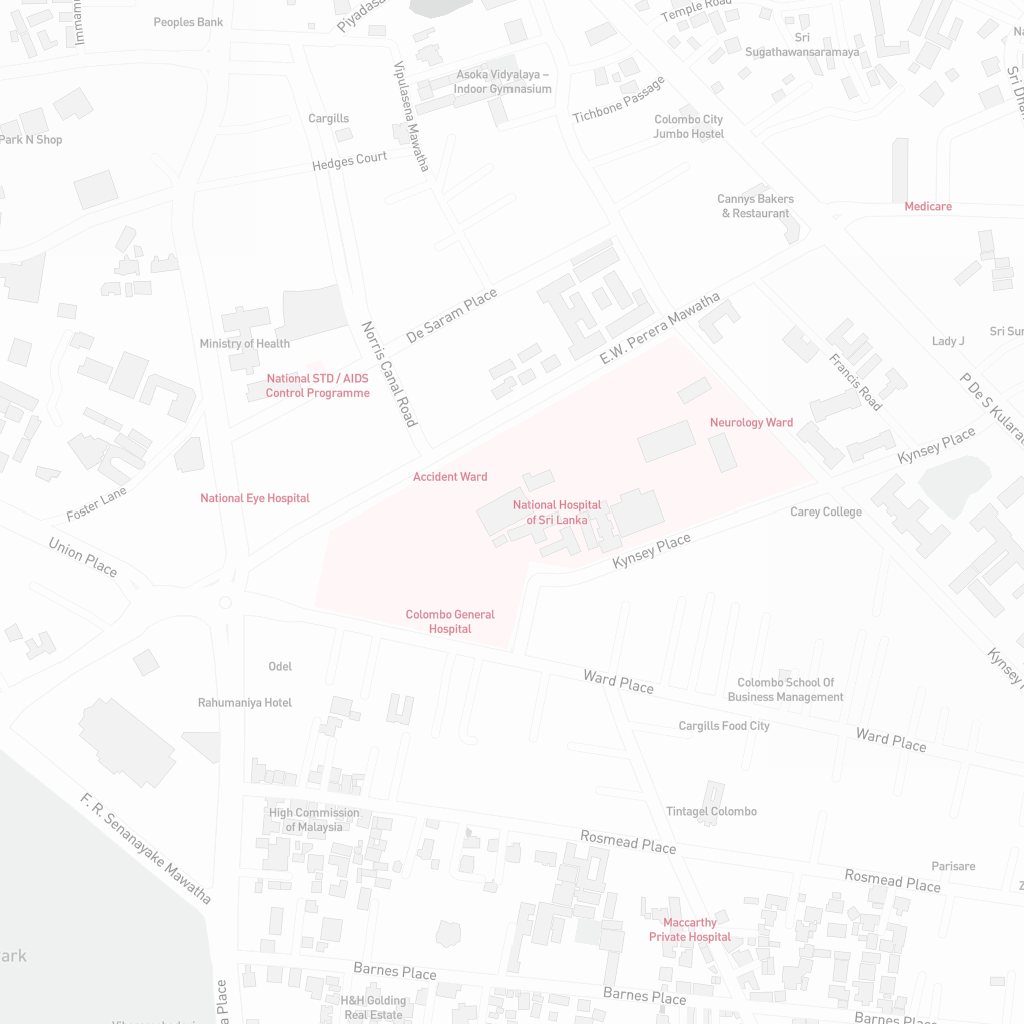 Piyadasa
Temple Road
Peoples Bank
Sri
Sugathawansaramaya
Asoka Vidyalaya –
Indoor Gymnasium
Vipulasena Mawatha
Tichbone Passage
Cargills
Colombo City
Jumbo Hostel
Park N Shop
Hedges Court
Cannys Bakers
& Restaurant
Medicare
De Saram Place
E.W. Perera Mawatha
Ministry of Health
Norris Canal Road
Lady J
Francis Road
National STD / AIDS
Control Programme
Neurology Ward
Kynsey Place
Accident Ward
National Eye Hospital
National Hospital
of Sri Lanka
Foster Lane
Carey College
Union Place
Kynsey Place
Colombo General
Hospital
Odel
Ward Place
Colombo School Of
Business Management
Rahumaniya Hotel
Cargills Food City
Ward Place
F. R. Senanayake Mawatha
High Commission
of Malaysia
Tintagel Colombo
Rosmead Place
Parisare
Rosmead Place
Maccarthy
Private Hospital
Barnes Place
H&H Golding
Real Estate
Barnes Place
Barnes Place